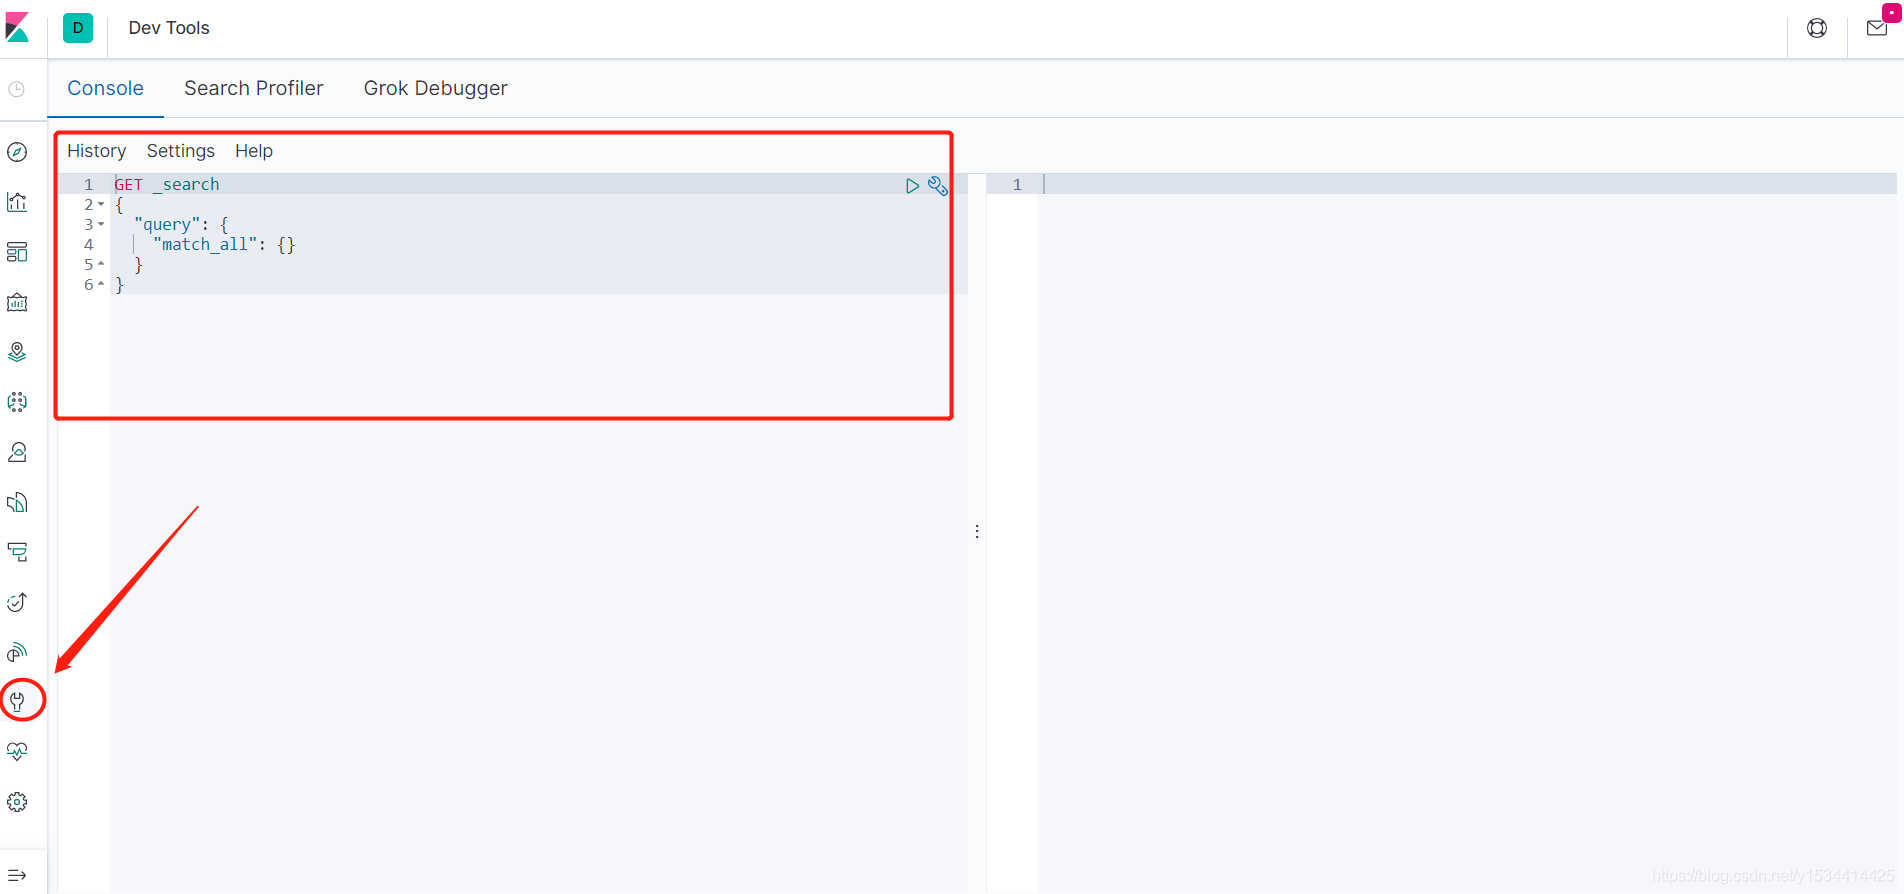 D Dev Tools
Console Search Profiler Grok Debugger
History Settings Help
1 GET _search
2 {
3 "query": {
4 "match_all": {}
5 }
6 }
1
https://blog.csdn.net/y1534414425